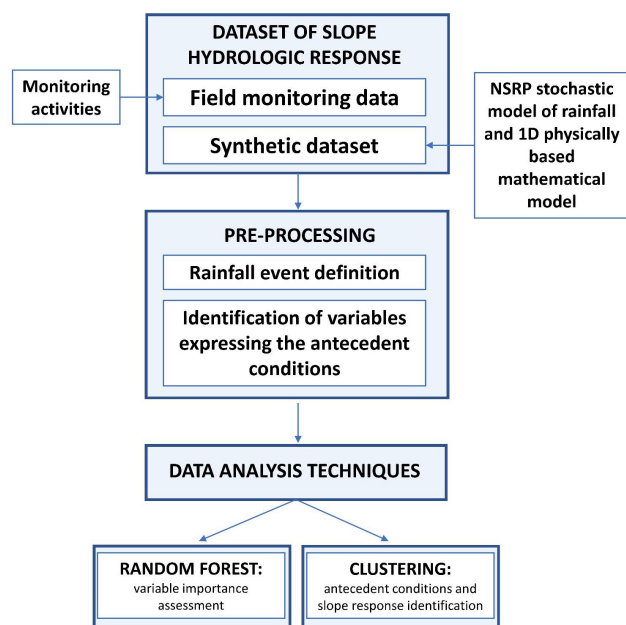 DATASET OF SLOPE
HYDROLOGIC RESPONSE
Monitoring
activities
Field monitoring data
Synthetic dataset
NSRP stochastic
model of rainfall
and 1D physically
based
mathematical
model
PRE-PROCESSING
Rainfall event definition
Identification of variables
expressing the antecedent
conditions
DATA ANALYSIS TECHNIQUES
RANDOM FOREST:
variable importance
assessment
CLUSTERING:
antecedent conditions and
slope response identification